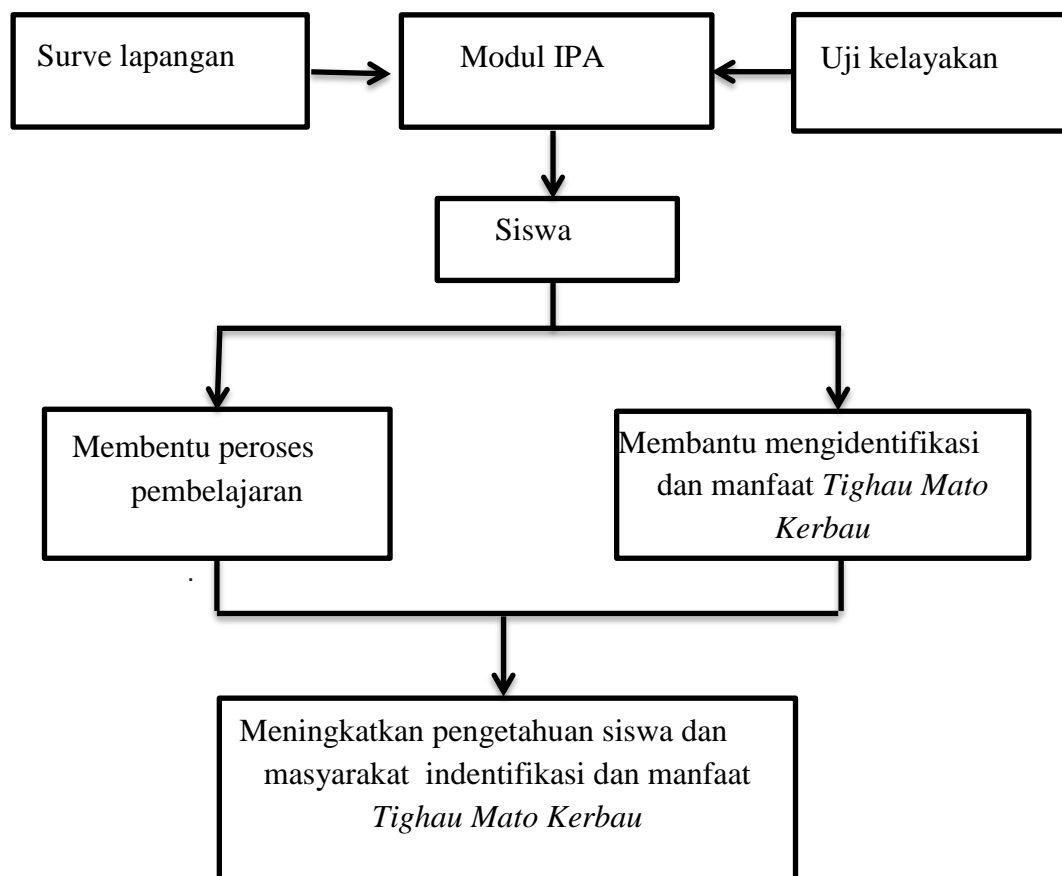 Surve lapangan
Modul IPA
Uji kelayakan
Siswa
Membentu peroses
pembelajaran
Membantu mengidentifikasi
dan manfaat Tighau Mato
Kerbau
.
Meningkatkan pengetahuan siswa dan
masyarakat indentifikasi dan manfaat
Tighau Mato Kerbau